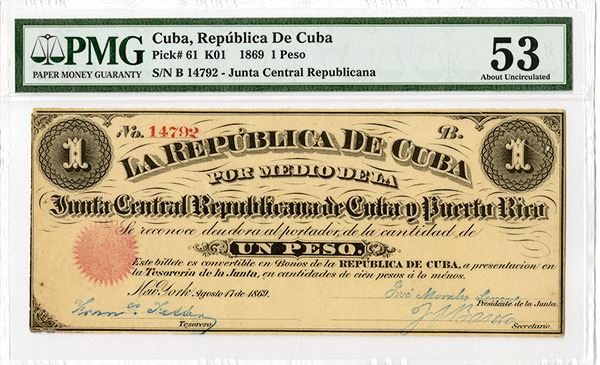 PMG
PAPER MONEY GUARANTY
Cuba, República De Cuba
Pick# 61 K01 1869 1 Peso
S/N B 14792 - Junta Central Republicana
53
About Uncirculated
No. 14792 B.
1 LA REPÚBLICA DE CUBA 1
POR MEDIO DE LA
Junta Central Republicana de Cuba y Puerto Rico
Se reconoce deudora al portador, de la cantidad de
UN PESO.
Este billete es convertible en Bonos de la REPÚBLICA DE CUBA, a presentacion en
la Tesoreria de la Junta, en cantidades de cien pesos á lo ménos.
New York, Agosto 17 de 1869.
José Morales Lemus
Presidente de la Junta.
Tesorero.
Secretario.